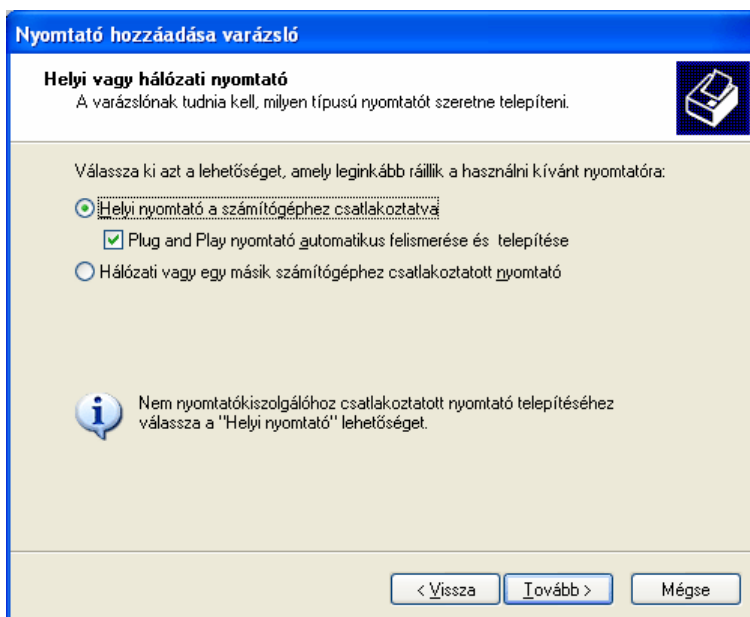 Nyomtató hozzáadása varázsló
Helyi vagy hálózati nyomtató
A varázslónak tudnia kell, milyen típusú nyomtatót szeretne telepíteni.
Válassza ki azt a lehetőséget, amely leginkább ráillik a használni kívánt nyomtatóra:
Helyi nyomtató a számítógéphez csatlakoztatva
Plug and Play nyomtató automatikus felismerése és telepítése
Hálózati vagy egy másik számítógéphez csatlakoztatott nyomtató
Nem nyomtatókiszolgálóhoz csatlakoztatott nyomtató telepítéséhez
válassza a "Helyi nyomtató" lehetőséget.
< Vissza Tovább > Mégse